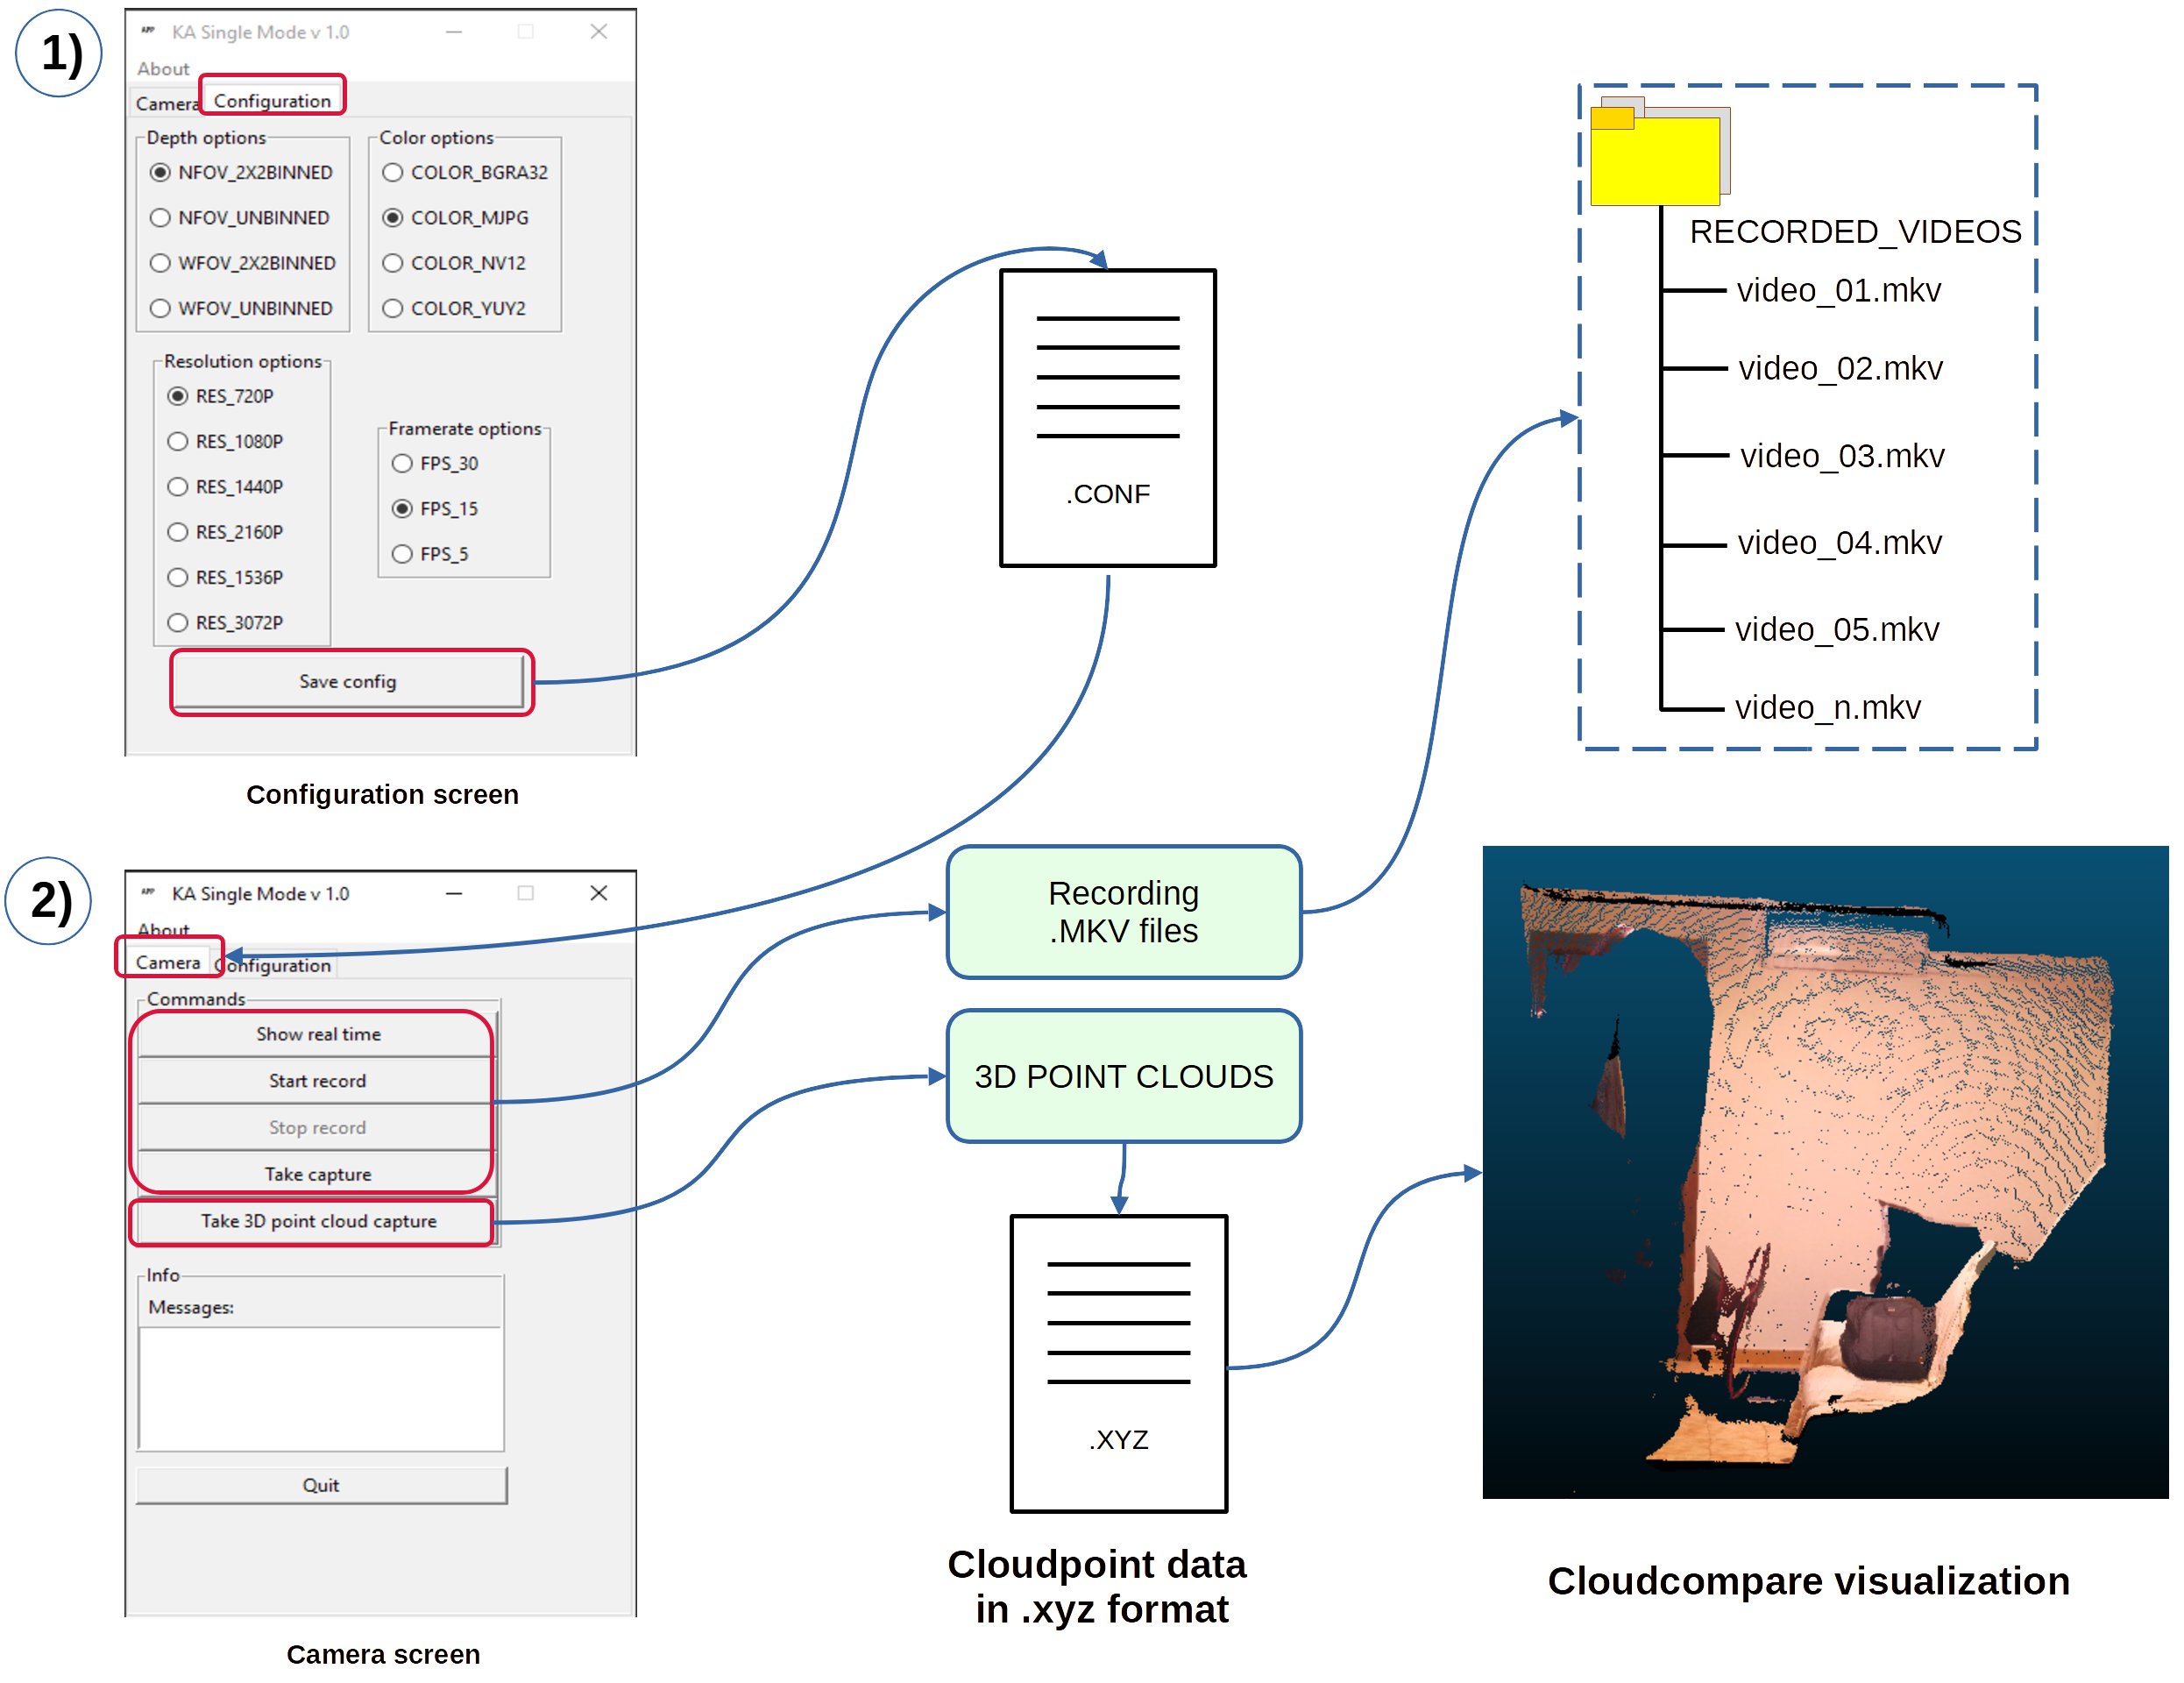 1)
KA Single Mode v 1.0
About
Camera
Configuration
Depth options
NFOV_2X2BINNED
NFOV_UNBINNED
WFOV_2X2BINNED
WFOV_UNBINNED
Color options
COLOR_BGRA32
COLOR_MJPG
COLOR_NV12
COLOR_YUY2
Resolution options
RES_720P
RES_1080P
RES_1440P
RES_2160P
RES_1536P
RES_3072P
Framerate options
FPS_30
FPS_15
FPS_5
Save config
Configuration screen
.CONF
RECORDED_VIDEOS
video_01.mkv
video_02.mkv
video_03.mkv
video_04.mkv
video_05.mkv
video_n.mkv
2)
KA Single Mode v 1.0
About
Camera
Configuration
Commands
Show real time
Start record
Stop record
Take capture
Take 3D point cloud capture
Info
Messages:
Quit
Camera screen
Recording
.MKV files
3D POINT CLOUDS
.XYZ
Cloudpoint data
in .xyz format
Cloudcompare visualization